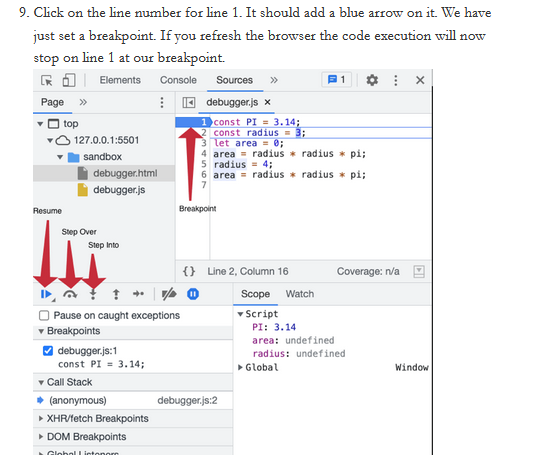 9. Click on the line number for line 1. It should add a blue arrow on it. We have
just set a breakpoint. If you refresh the browser the code execution will now
stop on line 1 at our breakpoint.
Elements Console Sources » 1
Page »
debugger.js ×
top
127.0.0.1:5501
sandbox
debugger.html
debugger.js
1 const PI = 3.14;
2 const radius = 3;
3 let area = 0;
4 area = radius * radius * pi;
5 radius = 4;
6 area = radius * radius * pi;
7
Resume
Step Over
Step Into
Breakpoint
{} Line 2, Column 16 Coverage: n/a
Scope Watch
Pause on caught exceptions
Breakpoints
debugger.js:1
const PI = 3.14;
Call Stack
(anonymous) debugger.js:2
XHR/fetch Breakpoints
DOM Breakpoints
Global Listeners
Script
PI: 3.14
area: undefined
radius: undefined
Global Window